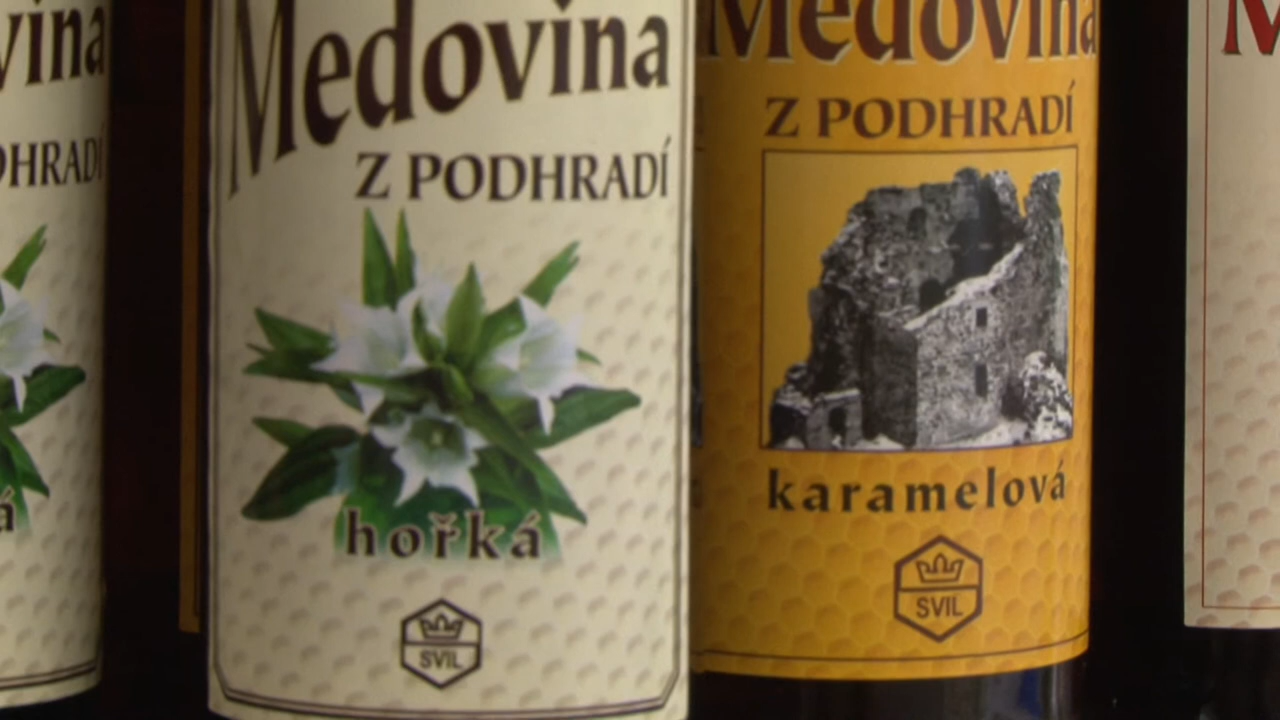 Medovina
Z PODHRADÍ
hořká
SVIL
Medovina
Z PODHRADÍ
karamelová
SVIL